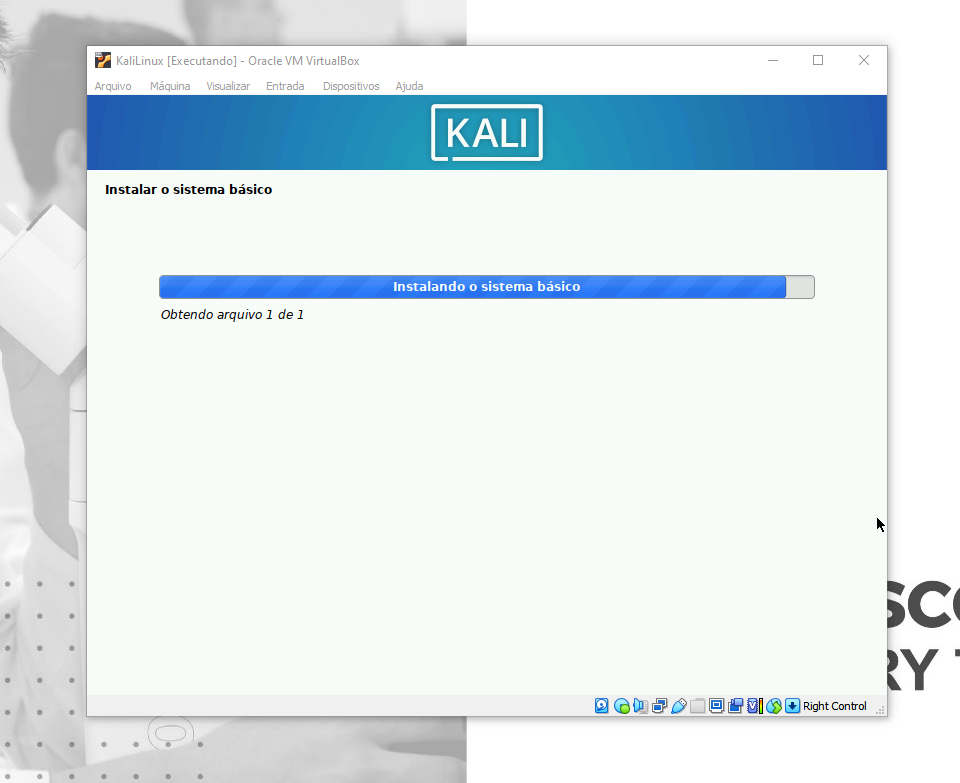 KaliLinux [Executando] - Oracle VM VirtualBox
Arquivo Máquina Visualizar Entrada Dispositivos Ajuda
KALI
Instalar o sistema básico
Instalando o sistema básico
Obtendo arquivo 1 de 1
SCO
RY T
Right Control